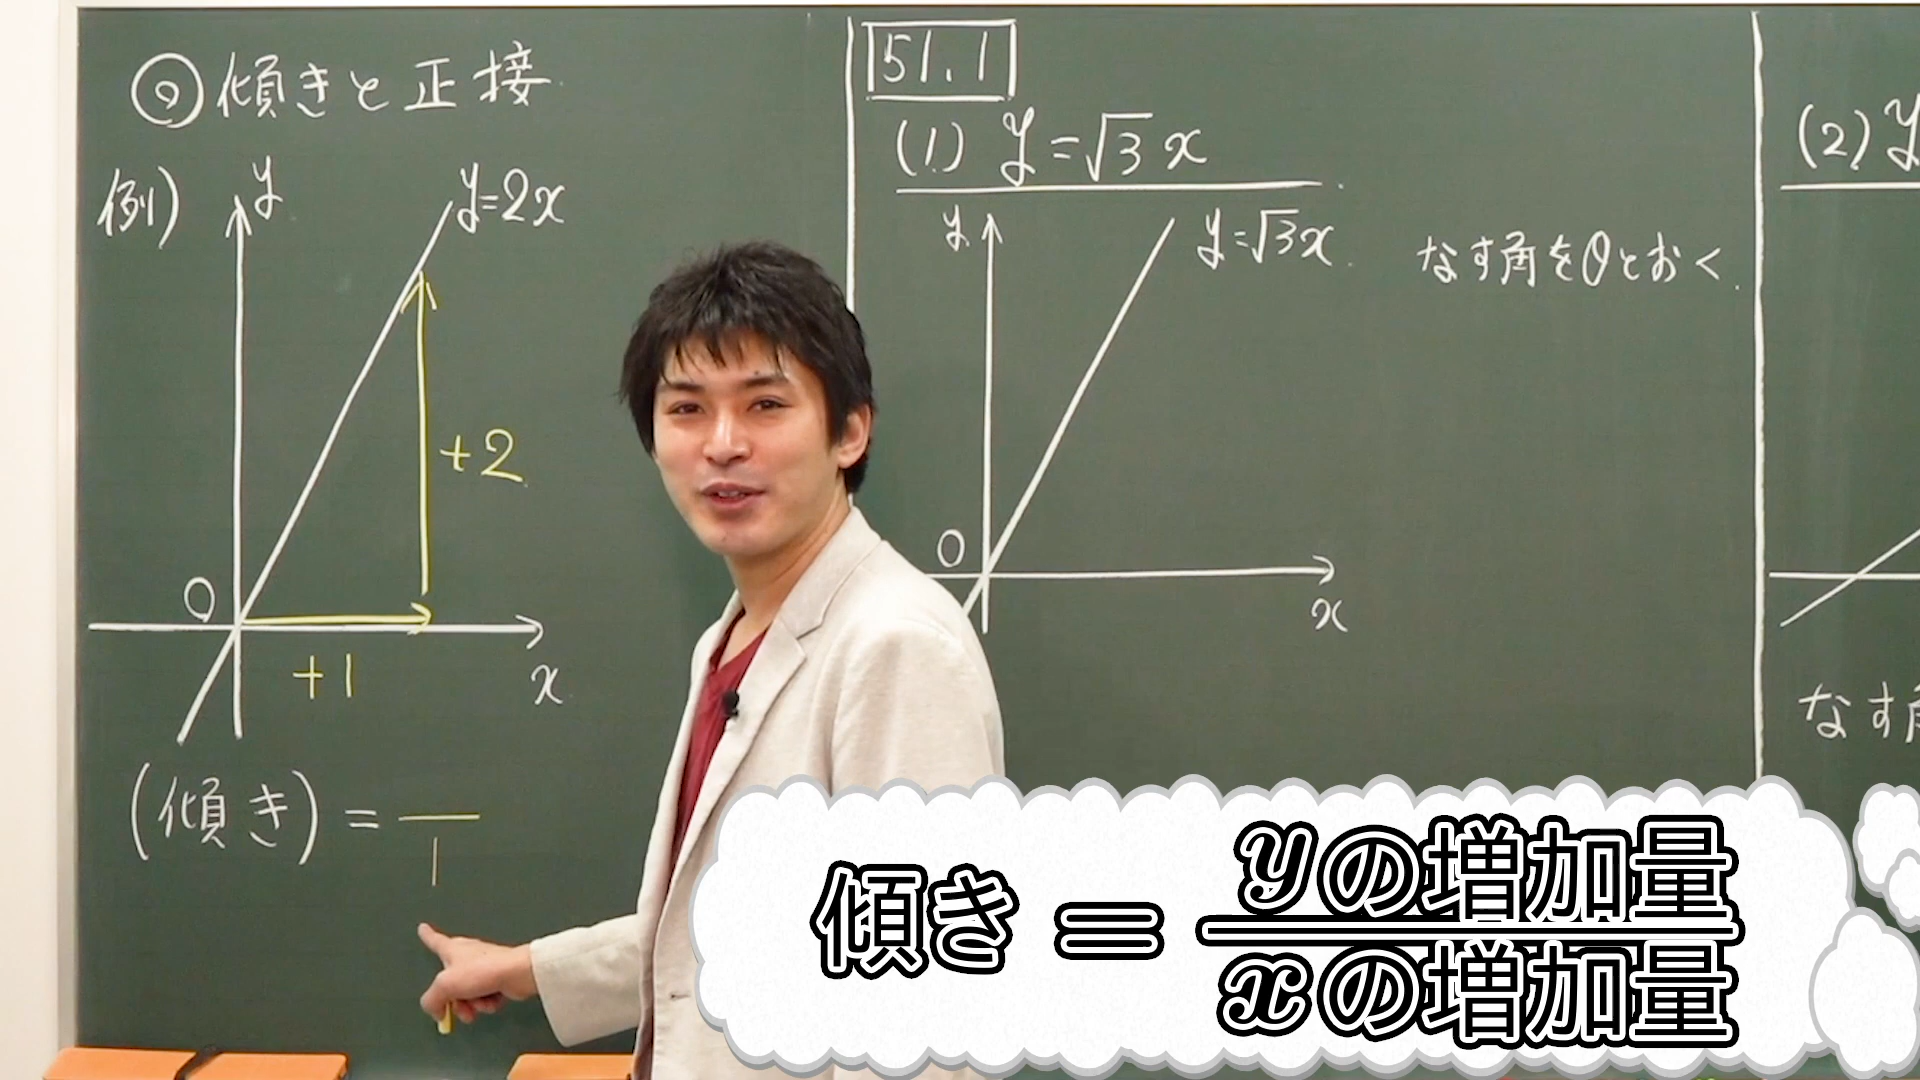 傾きと正接
例)
y
y=2x
+2
O
+1
x
(傾き) = ―/1
51.1
(1) y=√3x
y
y=√3x
なす角をθとおく.
O
x
(2) y
なす角
傾き = yの増加量/xの増加量